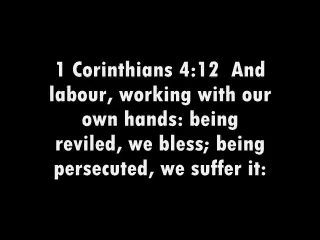 1 Corinthians 4:12  And
labour, working with our
own hands: being
reviled, we bless; being
persecuted, we suffer it: